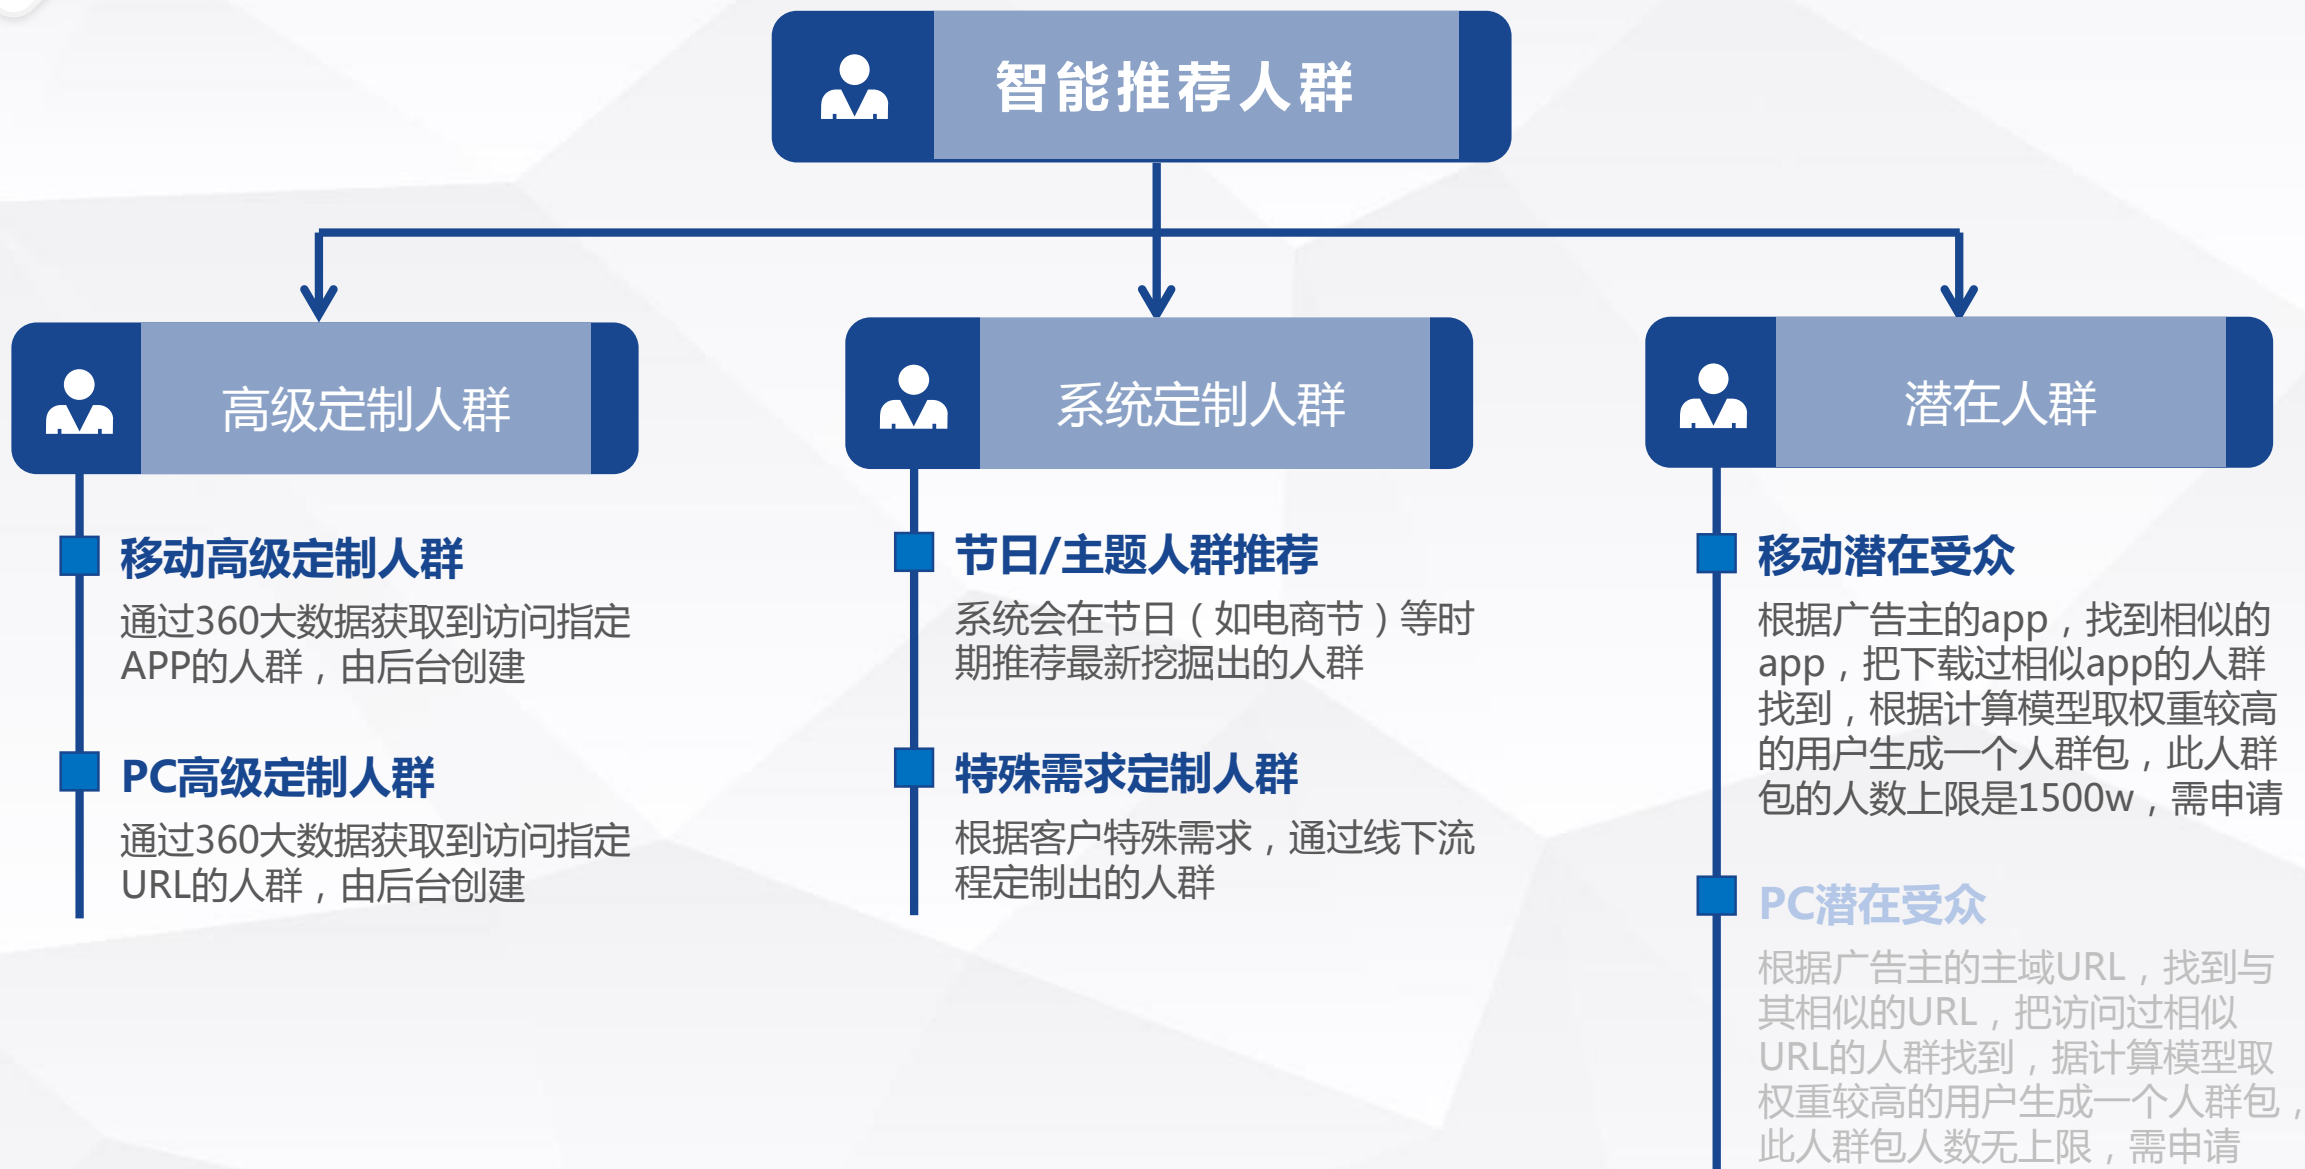 智能推荐人群
高级定制人群
移动高级定制人群
通过360大数据获取到访问指定
APP的人群，由后台创建
PC高级定制人群
通过360大数据获取到访问指定
URL的人群，由后台创建
系统定制人群
节日/主题人群推荐
系统会在节日（如电商节）等时
期推荐最新挖掘出的人群
特殊需求定制人群
根据客户特殊需求，通过线下流
程定制出的人群
潜在人群
移动潜在受众
根据广告主的app，找到相似的
app，把下载过相似app的人群
找到，根据计算模型取权重较高
的用户生成一个人群包，此人群
包的人数上限是1500w，需申请
PC潜在受众
根据广告主的主域URL，找到与
其相似的URL，把访问过相似
URL的人群找到，据计算模型取
权重较高的用户生成一个人群包，
此人群包人数无上限，需申请